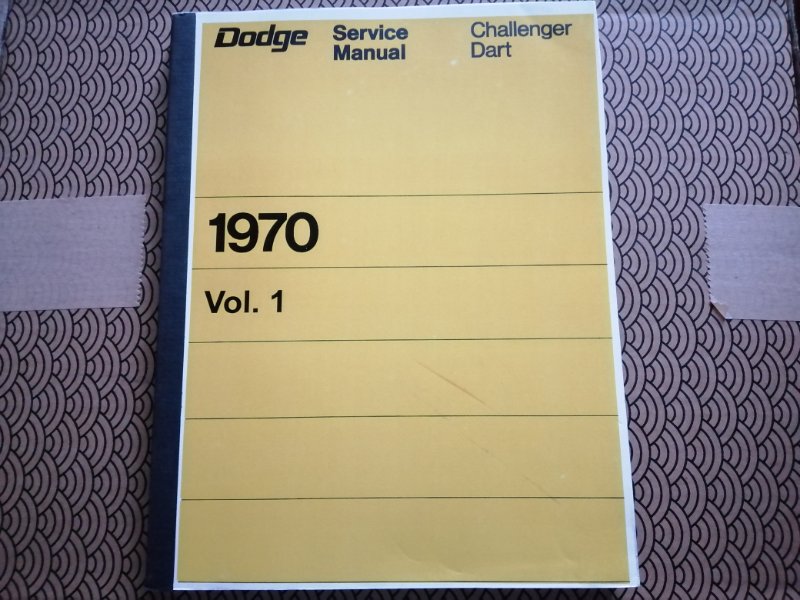 Dodge
Service
Manual
Challenger
Dart
1970
Vol. 1